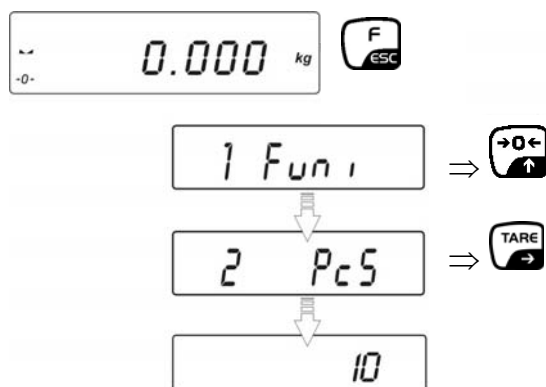 0.000 kg
-0-
F
ESC
1 Funi
⇒ →0←
↑
2 PcS
⇒ TARE
→
10